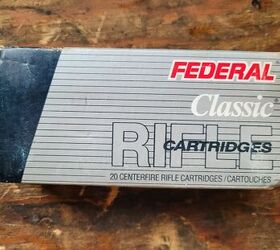 FEDERAL
Classic
RIFLE
CARTRIDGES
20 CENTERFIRE RIFLE CARTRIDGES / CARTOUCHES